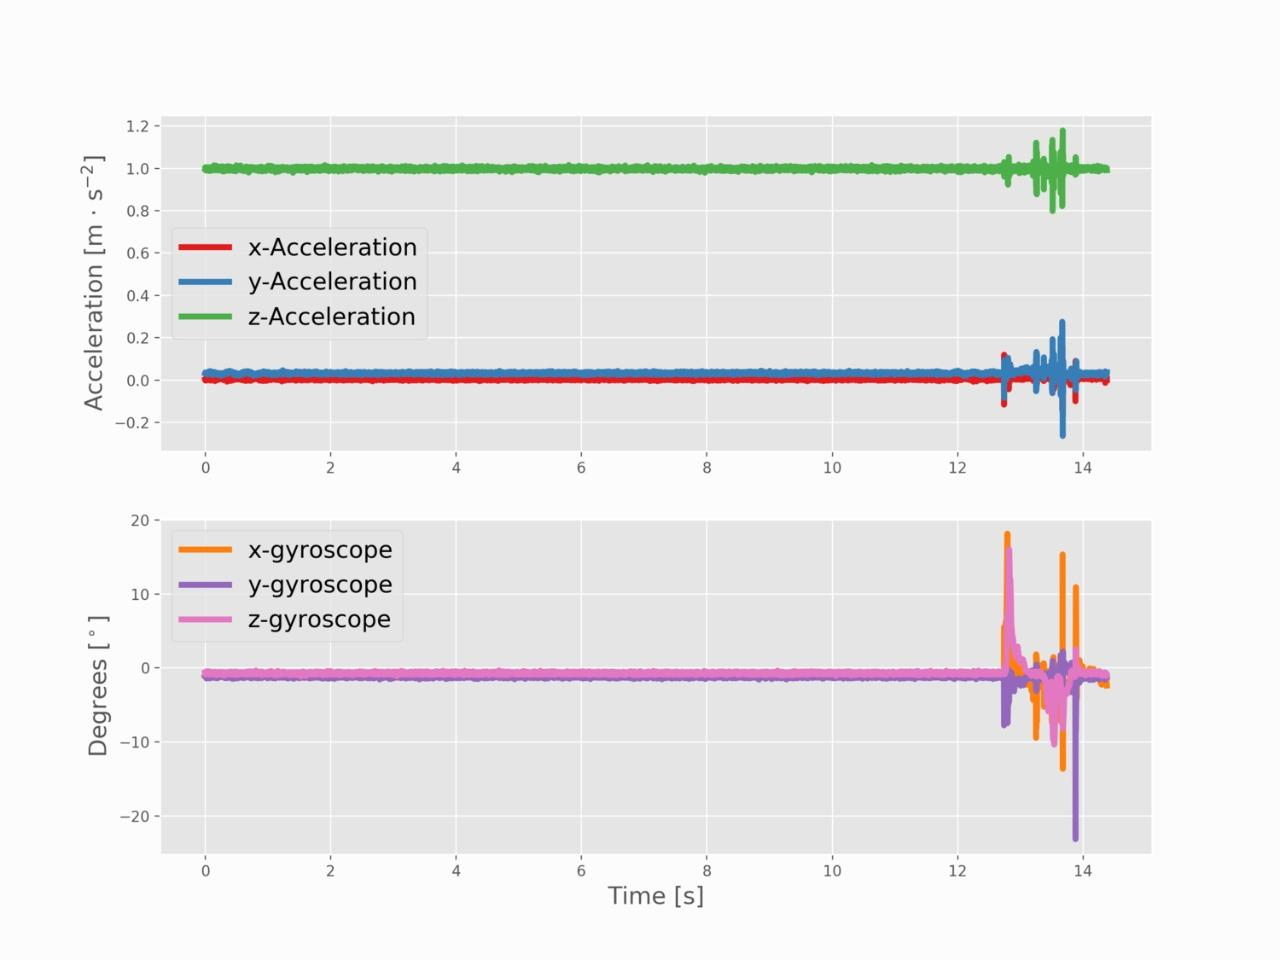 1.2
1.0
0.8
0.6
0.4
0.2
0.0
−0.2
Acceleration [m · s⁻²]
x-Acceleration
y-Acceleration
z-Acceleration
0 2 4 6 8 10 12 14
20
10
0
−10
−20
Degrees [°]
x-gyroscope
y-gyroscope
z-gyroscope
0 2 4 6 8 10 12 14
Time [s]